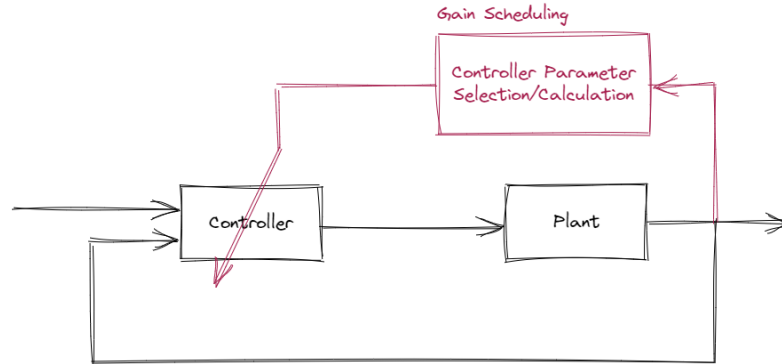 Gain Scheduling
Controller Parameter
Selection/Calculation
Controller
Plant